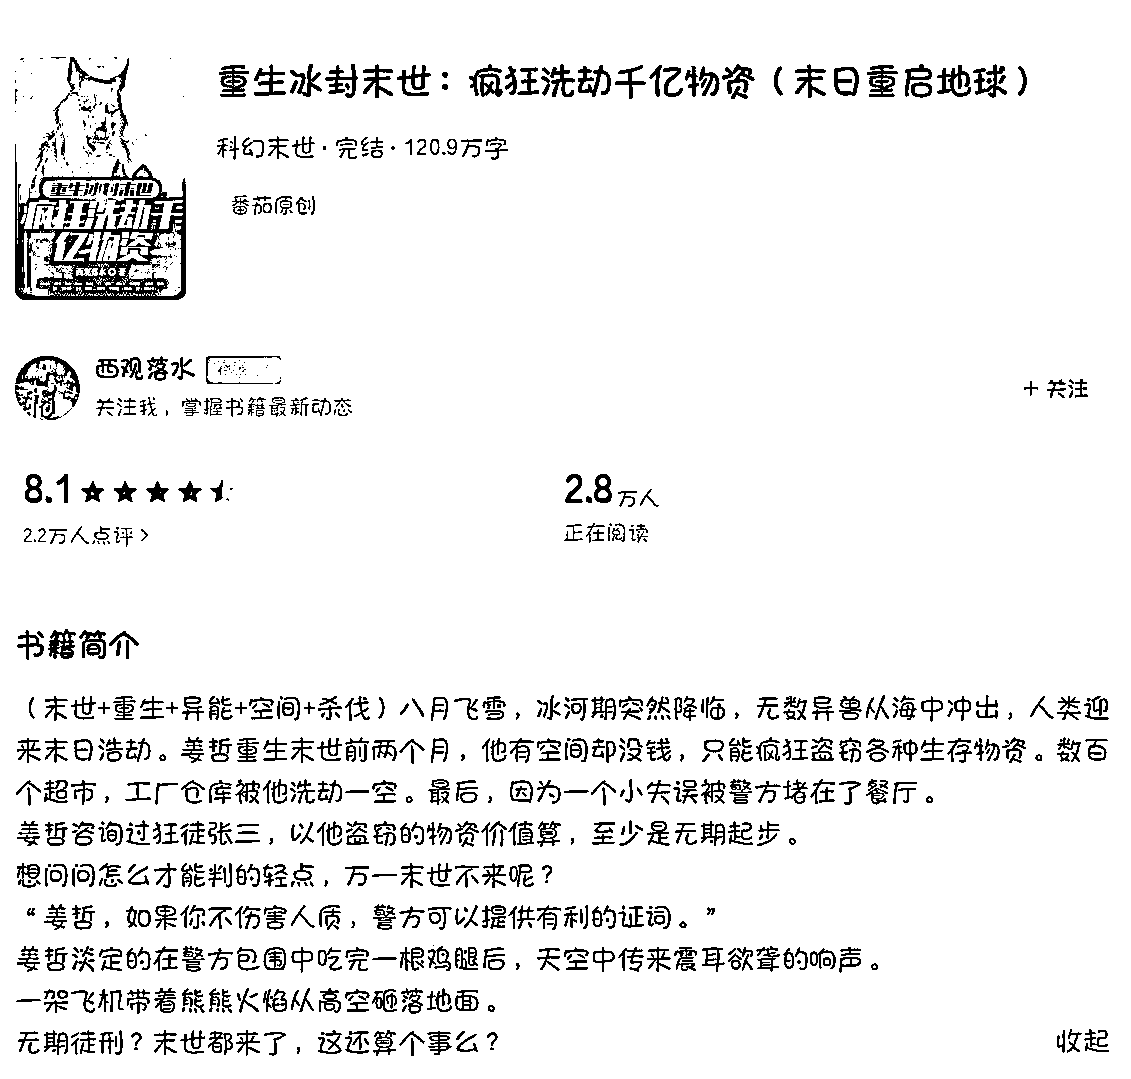 重生冰封末世：疯狂洗劫千亿物资（末日重启地球）
科幻末世·完结·120.9万字
番茄原创
重生冰封末世
疯狂洗劫千
亿物资
西观落水
关注我，掌握书籍最新动态
+ 关注
8.1
2.8万人
2.2万人点评 >
正在阅读
书籍简介
（末世+重生+异能+空间+杀伐）八月飞雪，冰河期突然降临，无数异兽从海中冲出，人类迎
来末日浩劫。姜哲重生末世前两个月，他有空间却没钱，只能疯狂盗窃各种生存物资。数百
个超市，工厂仓库被他洗劫一空。最后，因为一个小失误被警方堵在了餐厅。
姜哲咨询过狂徒张三，以他盗窃的物资价值算，至少是无期起步。
想问问怎么才能判的轻点，万一末世不来呢？
“姜哲，如果你不伤害人质，警方可以提供有利的证词。”
姜哲淡定的在警方包围中吃完一根鸡腿后，天空中传来震耳欲聋的响声。
一架飞机带着熊熊火焰从高空砸落地面。
无期徒刑？末世都来了，这还算个事么？
收起